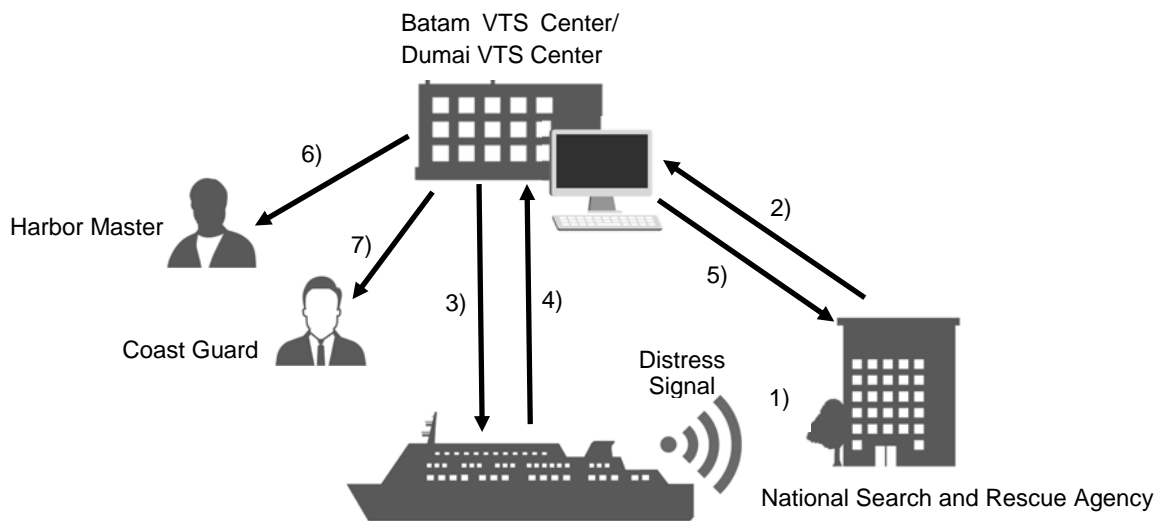 Batam VTS Center/
Dumai VTS Center
6)
2)
Harbor Master
7)
5)
3)
4)
Coast Guard
Distress
Signal
1)
National Search and Rescue Agency